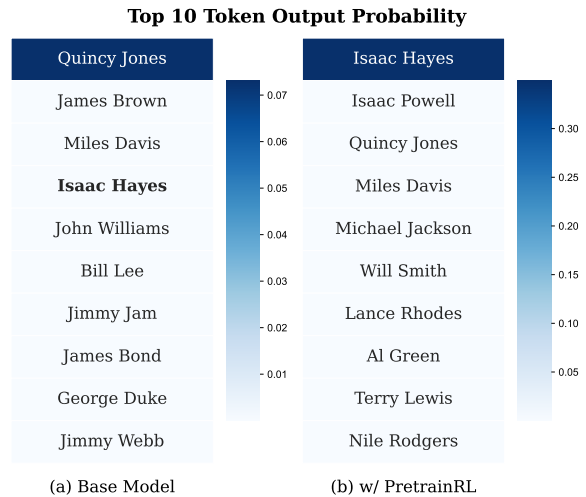 Top 10 Token Output Probability
Quincy Jones
James Brown
Miles Davis
Isaac Hayes
John Williams
Bill Lee
Jimmy Jam
James Bond
George Duke
Jimmy Webb
0.07
0.06
0.05
0.04
0.03
0.02
0.01
(a) Base Model
Isaac Hayes
Isaac Powell
Quincy Jones
Miles Davis
Michael Jackson
Will Smith
Lance Rhodes
Al Green
Terry Lewis
Nile Rodgers
0.30
0.25
0.20
0.15
0.10
0.05
(b) w/ PretrainRL